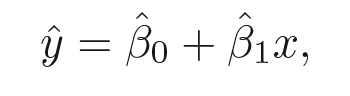 ŷ = β̂₀ + β̂₁x,